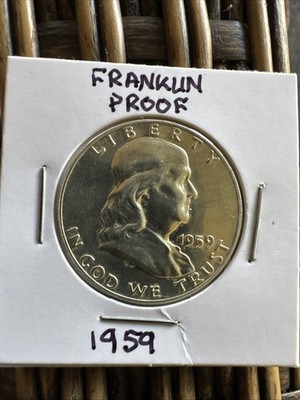 FRANKLIN
PROOF
LIBERTY
1959
IN GOD WE TRUST
1959